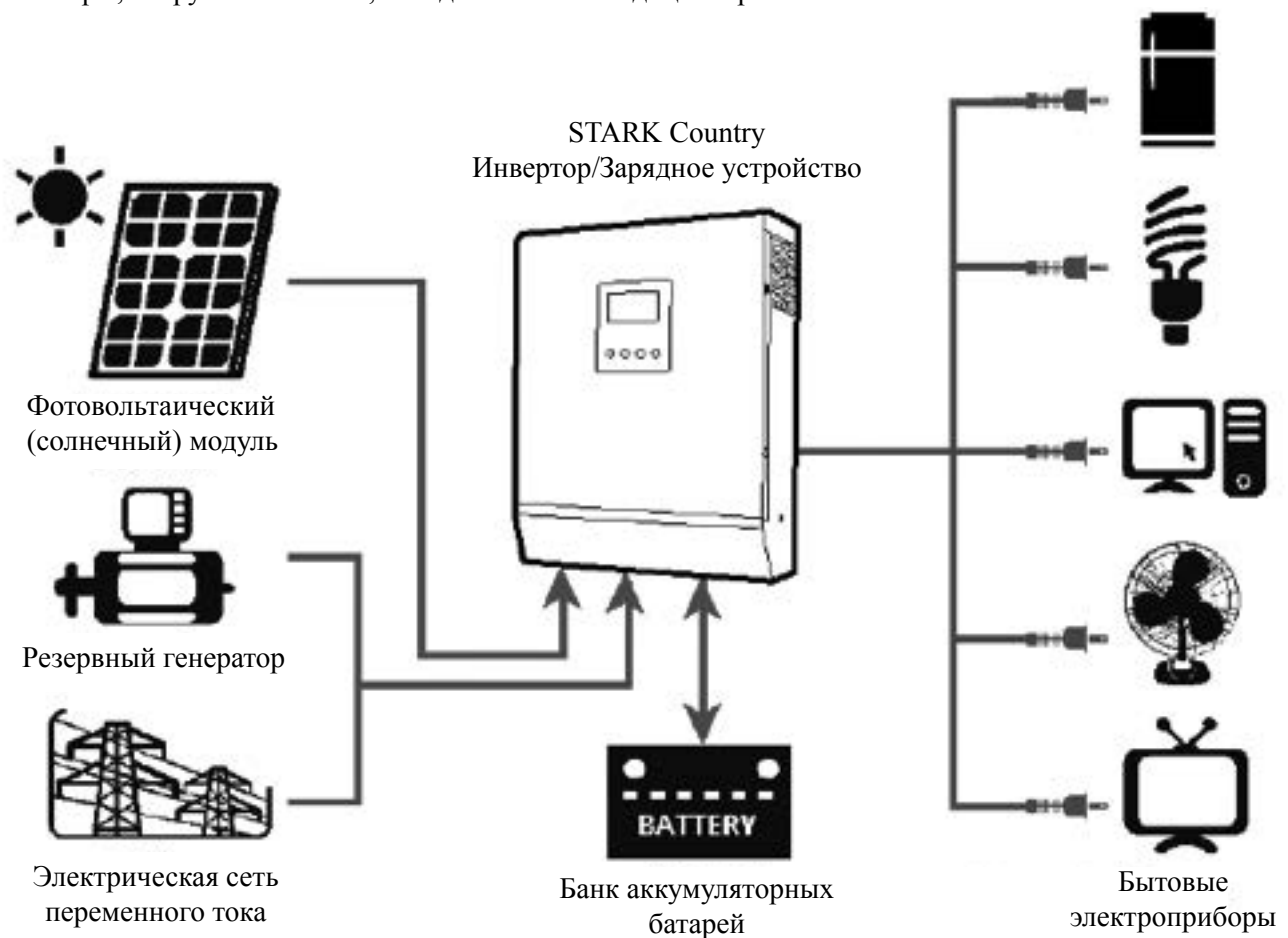 STARK Country
Инвертор/Зарядное устройство
Фотовольтаический
(солнечный) модуль
Резервный генератор
BATTERY
Электрическая сеть
переменного тока
Банк аккумуляторных
батарей
Бытовые
электроприборы